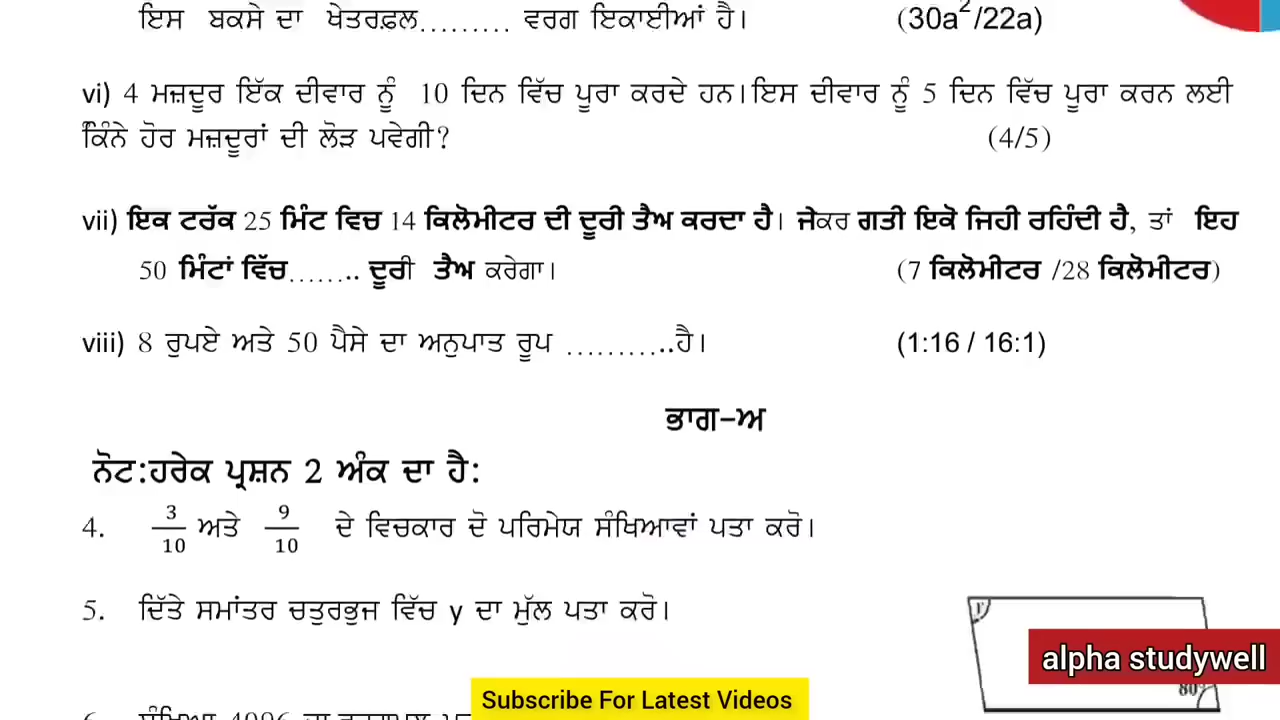 ਇਸ ਬਕਸੇ ਦਾ ਖੇਤਰਫ਼ਲ......... ਵਰਗ ਇਕਾਈਆਂ ਹੈ। (30a²/22a)
vi) 4 ਮਜ਼ਦੂਰ ਇੱਕ ਦੀਵਾਰ ਨੂੰ 10 ਦਿਨ ਵਿੱਚ ਪੂਰਾ ਕਰਦੇ ਹਨ।ਇਸ ਦੀਵਾਰ ਨੂੰ 5 ਦਿਨ ਵਿੱਚ ਪੂਰਾ ਕਰਨ ਲਈ
ਕਿੰਨੇ ਹੋਰ ਮਜ਼ਦੂਰਾਂ ਦੀ ਲੋੜ ਪਵੇਗੀ? (4/5)
vii) ਇਕ ਟਰੱਕ 25 ਮਿੰਟ ਵਿਚ 14 ਕਿਲੋਮੀਟਰ ਦੀ ਦੂਰੀ ਤੈਅ ਕਰਦਾ ਹੈ। ਜੇਕਰ ਗਤੀ ਇਕੋ ਜਿਹੀ ਰਹਿੰਦੀ ਹੈ, ਤਾਂ ਇਹ
50 ਮਿੰਟਾਂ ਵਿੱਚ........ ਦੂਰੀ ਤੈਅ ਕਰੇਗਾ। (7 ਕਿਲੋਮੀਟਰ /28 ਕਿਲੋਮੀਟਰ)
viii) 8 ਰੁਪਏ ਅਤੇ 50 ਪੈਸੇ ਦਾ ਅਨੁਪਾਤ ਰੂਪ ............ਹੈ। (1:16 / 16:1)
ਭਾਗ-ਅ
ਨੋਟ:ਹਰੇਕ ਪ੍ਰਸ਼ਨ 2 ਅੰਕ ਦਾ ਹੈ:
4. 3/10 ਅਤੇ 9/10 ਦੇ ਵਿਚਕਾਰ ਦੋ ਪਰਿਮੇਯ ਸੰਖਿਆਵਾਂ ਪਤਾ ਕਰੋ।
5. ਦਿੱਤੇ ਸਮਾਂਤਰ ਚਤੁਰਭੁਜ ਵਿੱਚ y ਦਾ ਮੁੱਲ ਪਤਾ ਕਰੋ।
alpha studywell
80°
Subscribe For Latest Videos